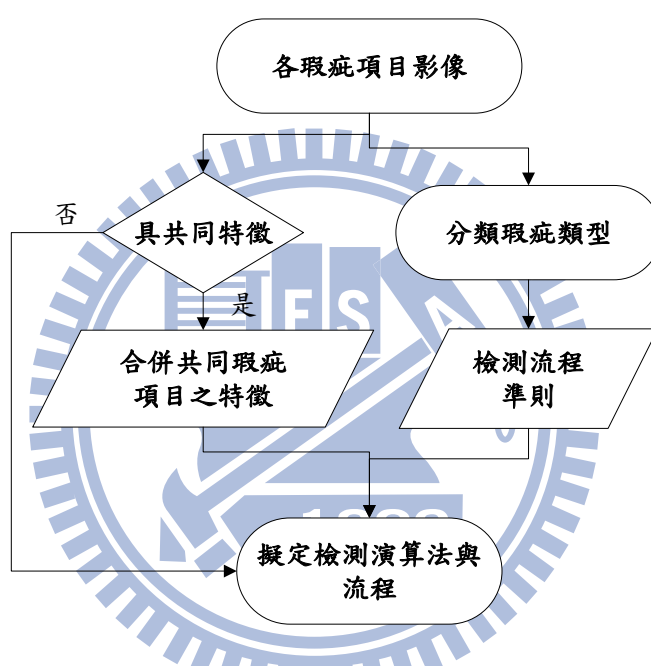 各瑕疵項目影像
否
具共同特徵
分類瑕疵類型
是
合併共同瑕疵
項目之特徵
檢測流程
準則
擬定檢測演算法與
流程